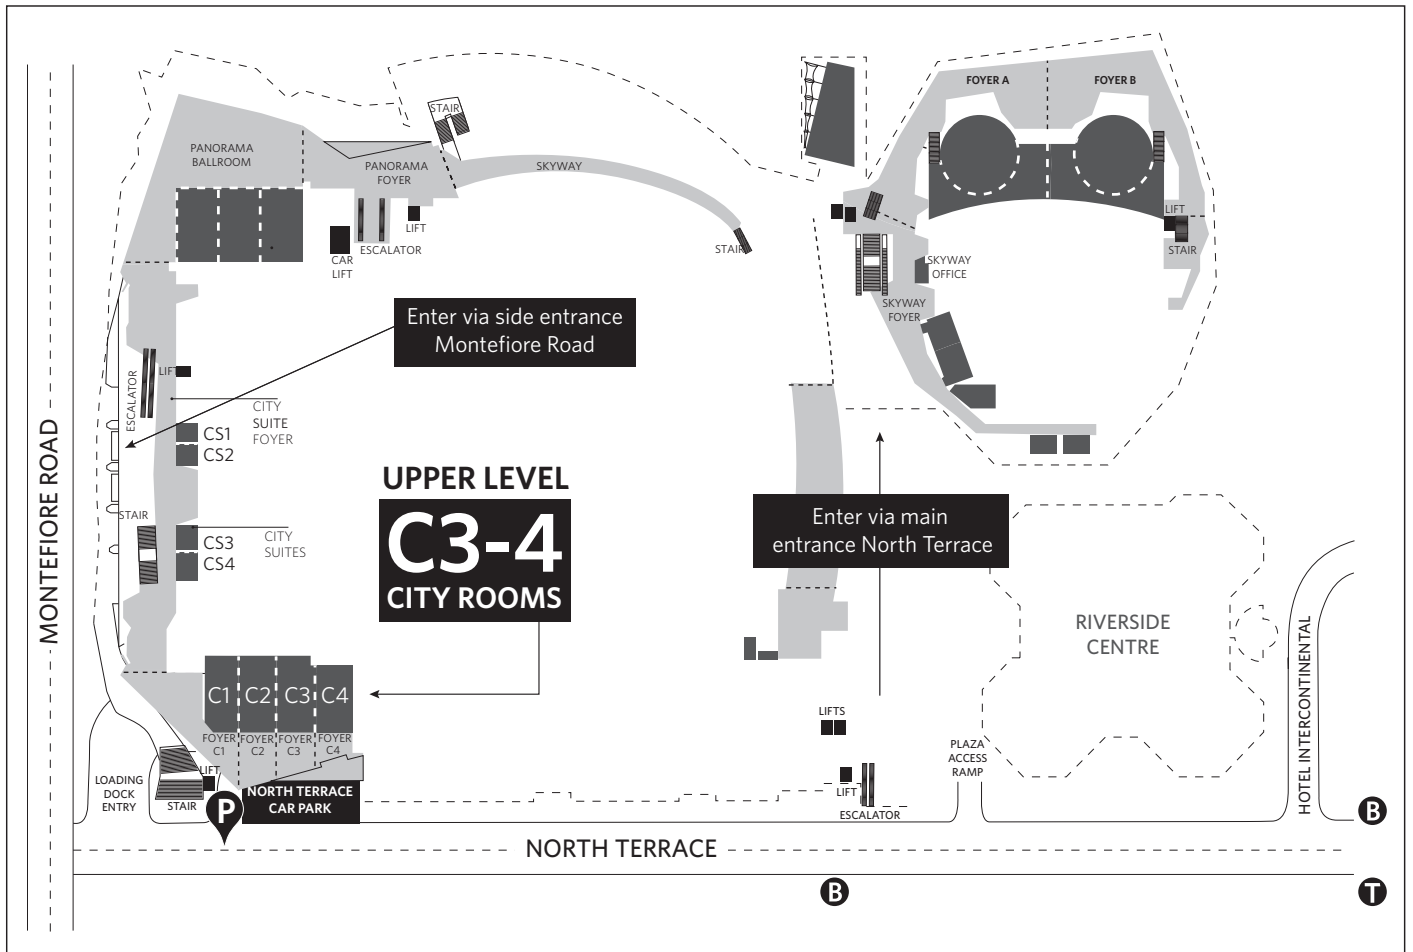 FOYER A
FOYER B
STAIR
PANORAMA
BALLROOM
PANORAMA
FOYER
SKYWAY
LIFT
ESCALATOR
CAR
LIFT
STAIR
LIFT
STAIR
SKYWAY
OFFICE
SKYWAY
FOYER
Enter via side entrance
Montefiore Road
LIFT
ESCALATOR
CITY
SUITE
FOYER
CS1
CS2
MONTEFIORE ROAD
UPPER LEVEL
C3-4
CITY ROOMS
Enter via main
entrance North Terrace
STAIR
CS3
CS4
CITY
SUITES
RIVERSIDE
CENTRE
HOTEL INTERCONTINENTAL
C1
C2
C3
C4
FOYER
C1
FOYER
C2
FOYER
C3
FOYER
C4
LIFTS
PLAZA
ACCESS
RAMP
LIFT
LOADING
DOCK
ENTRY
STAIR
P
NORTH TERRACE
CAR PARK
LIFT
ESCALATOR
B
NORTH TERRACE
B
T